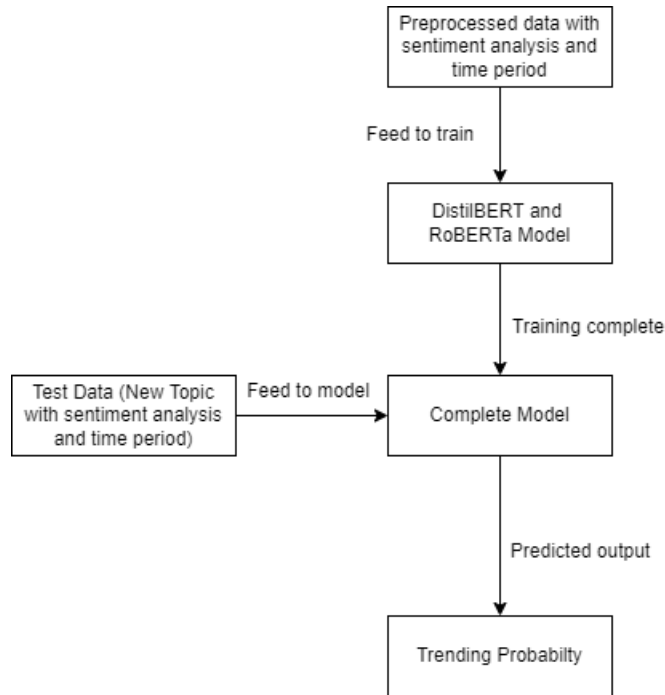 Preprocessed data with
sentiment analysis and
time period
Feed to train
DistilBERT and
RoBERTa Model
Training complete
Test Data (New Topic
with sentiment analysis
and time period)
Feed to model
Complete Model
Predicted output
Trending Probabilty